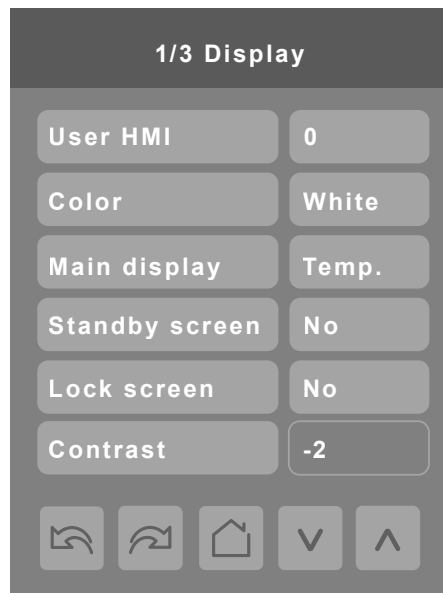 1/3 Display
User HMI 0
Color White
Main display Temp.
Standby screen No
Lock screen No
Contrast -2